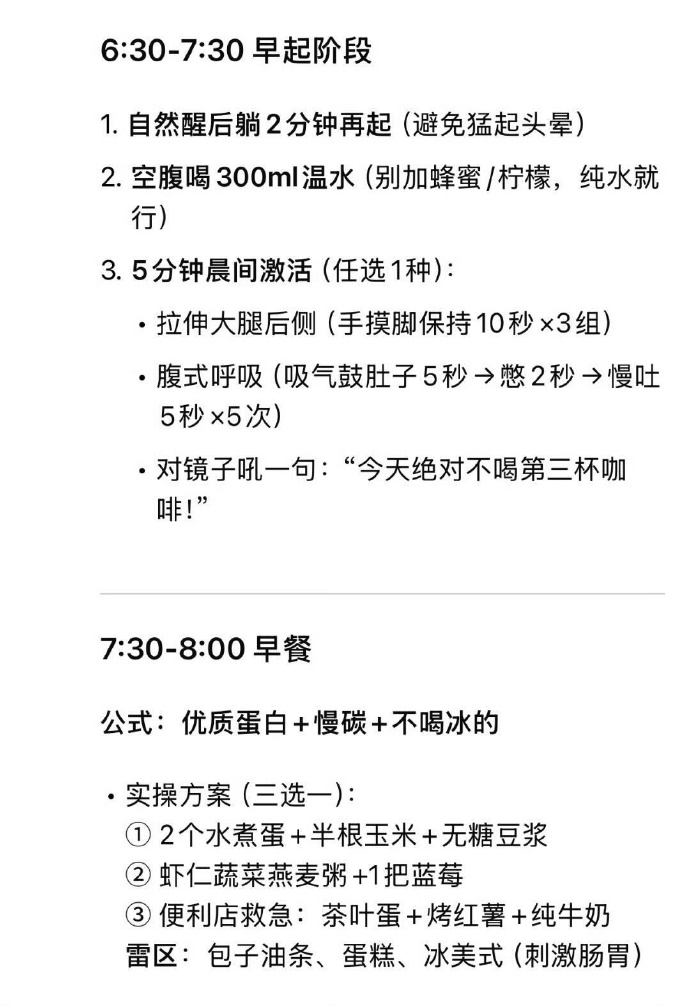 6:30-7:30 早起阶段
1. 自然醒后躺2分钟再起（避免猛起头晕）
2. 空腹喝300ml温水（别加蜂蜜/柠檬，纯水就
行）
3. 5分钟晨间激活（任选1种）：
• 拉伸大腿后侧（手摸脚保持10秒×3组）
• 腹式呼吸（吸气鼓肚子5秒→憋2秒→慢吐
5秒×5次）
• 对镜子吼一句：“今天绝对不喝第三杯咖
啡！”
7:30-8:00 早餐
公式：优质蛋白+慢碳+不喝冰的
• 实操方案（三选一）：
① 2个水煮蛋+半根玉米+无糖豆浆
② 虾仁蔬菜燕麦粥+1把蓝莓
③ 便利店救急：茶叶蛋+烤红薯+纯牛奶
雷区：包子油条、蛋糕、冰美式（刺激肠胃）